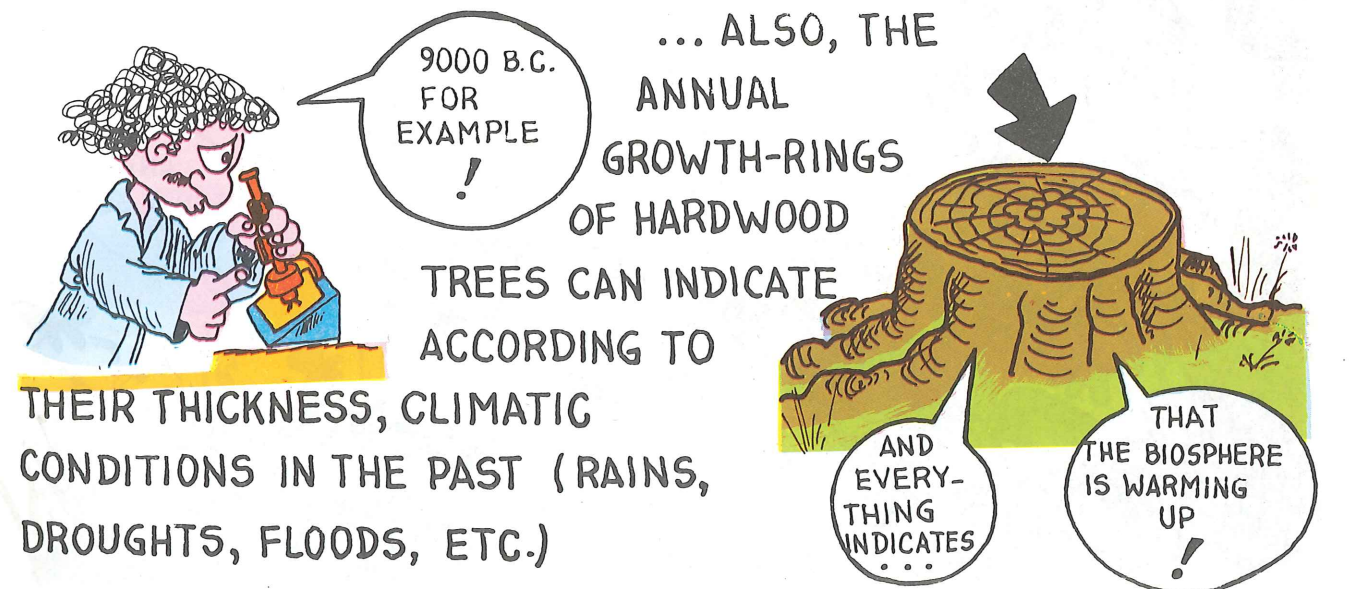 9000 B.C.
FOR
EXAMPLE
!
... ALSO, THE
ANNUAL
GROWTH-RINGS
OF HARDWOOD
TREES CAN INDICATE
ACCORDING TO
THEIR THICKNESS, CLIMATIC
CONDITIONS IN THE PAST (RAINS,
DROUGHTS, FLOODS, ETC.)
AND
EVERY-
THING
INDICATES
...
THAT
THE BIOSPHERE
IS WARMING
UP
!